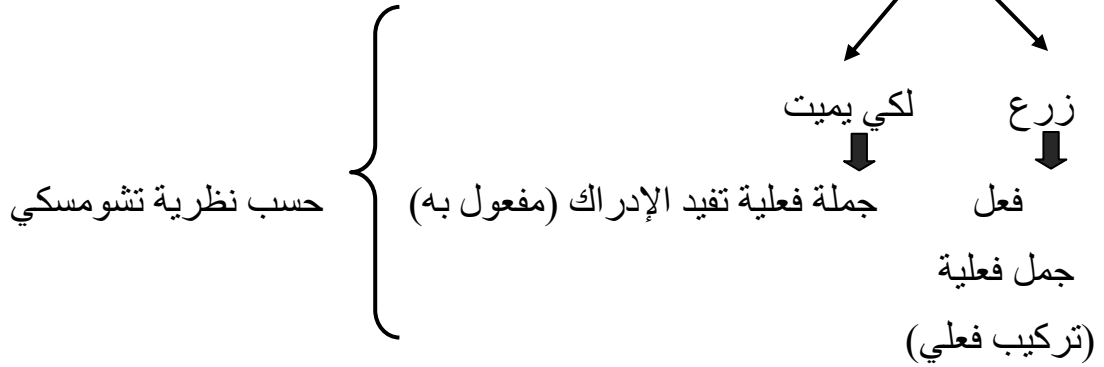 زرع لكي يميت
فعل جملة فعلية تفيد الإدراك (مفعول به) حسب نظرية تشومسكي
جمل فعلية
(تركيب فعلي)